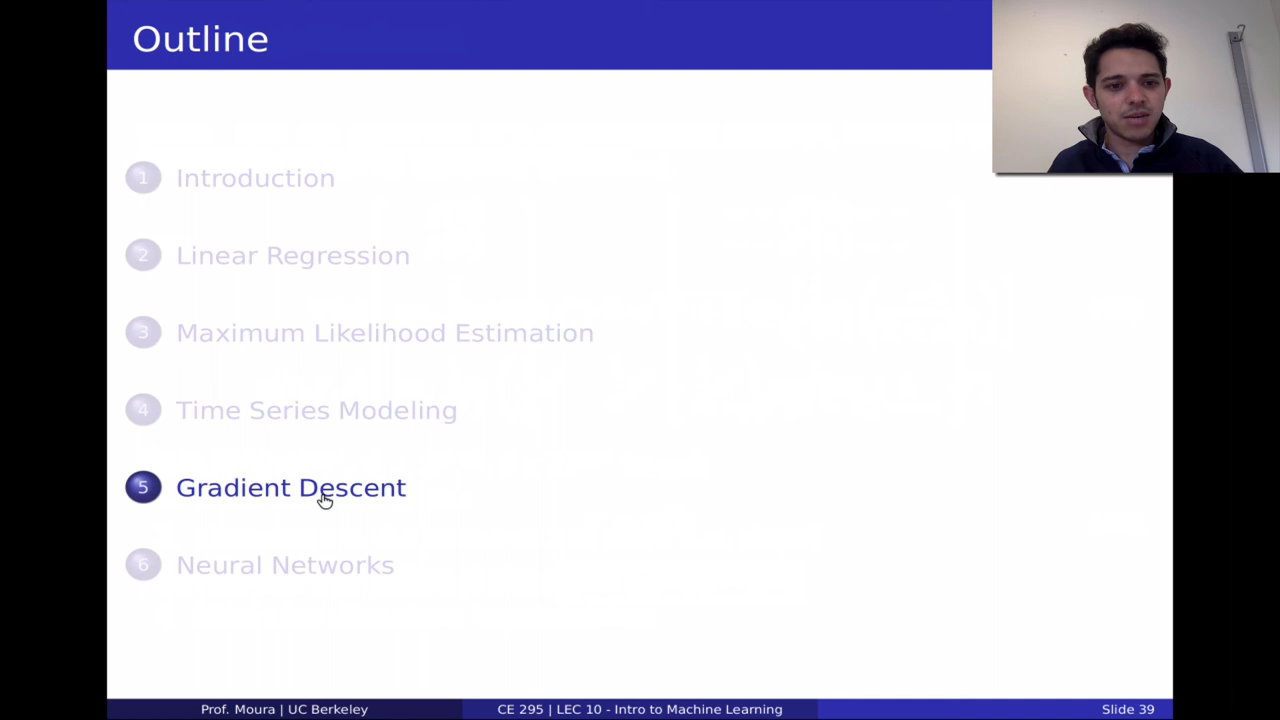 Outline
1 Introduction
2 Linear Regression
3 Maximum Likelihood Estimation
4 Time Series Modeling
5 Gradient Descent
6 Neural Networks
Prof. Moura | UC Berkeley
CE 295 | LEC 10 - Intro to Machine Learning
Slide 39